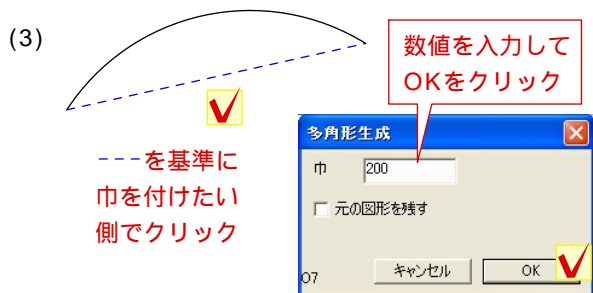 (3)
数値を入力して
OKをクリック
---を基準に
巾を付けたい
側でクリック
多角形生成
巾 200
元の図形を残す
07 キャンセル OK